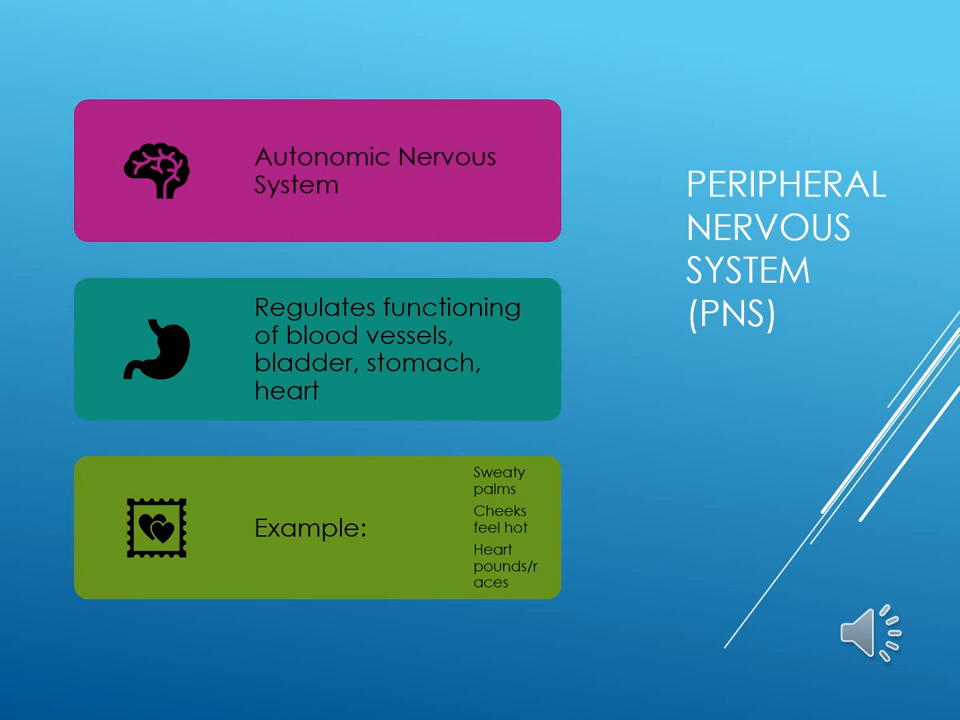 Autonomic Nervous
System
Regulates functioning
of blood vessels,
bladder, stomach,
heart
Example:
Sweaty
palms
Cheeks
feel hot
Heart
pounds/r
aces
PERIPHERAL
NERVOUS
SYSTEM
(PNS)